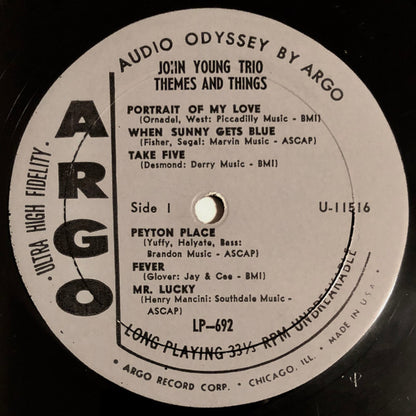 AUDIO ODYSSEY BY ARGO
JOHN YOUNG TRIO
THEMES AND THINGS
PORTRAIT OF MY LOVE
(Ornadel, West: Piccadilly Music - BMI)
WHEN SUNNY GETS BLUE
(Fisher, Segal: Marvin Music - ASCAP)
TAKE FIVE
(Desmond: Derry Music - BMI)
ARGO
· ULTRA HIGH FIDELITY ·
Side 1
U-11516
PEYTON PLACE
(Yuffy, Halyate, Bass:
Brandon Music - ASCAP)
FEVER
(Glover: Jay & Cee - BMI)
MR. LUCKY
(Henry Mancini: Southdale Music -
ASCAP)
LP-692
LONG PLAYING 33⅓ RPM UNBREAKABLE
· ARGO RECORD CORP. · CHICAGO, ILL. · MADE IN U.S.A. ·